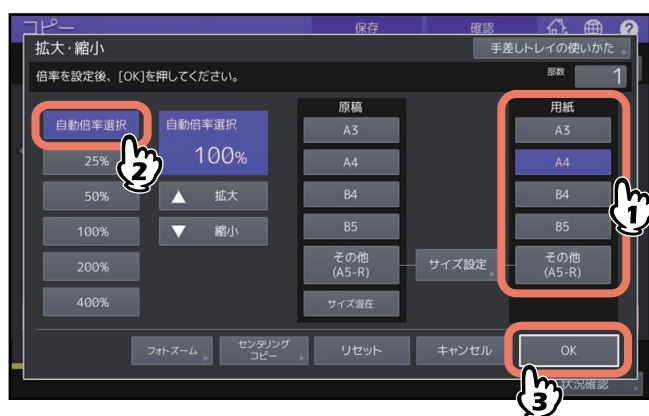 コピー
保存
確認
拡大・縮小
手差しトレイの使いかた
倍率を設定後、[OK]を押してください。
部数
1
自動倍率選択
25%
50%
100%
200%
400%
自動倍率選択
100%
拡大
縮小
原稿
A3
A4
B4
B5
その他
(A5-R)
サイズ混在
サイズ設定
用紙
A3
A4
B4
B5
その他
(A5-R)
1
2
フォトズーム
センタリング
コピー
リセット
キャンセル
OK
3
状況確認